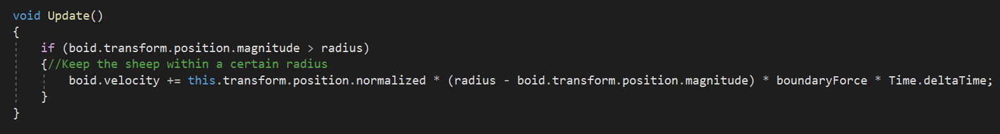 void Update()
{
if (boid.transform.position.magnitude > radius)
{//Keep the sheep within a certain radius
boid.velocity += this.transform.position.normalized * (radius - boid.transform.position.magnitude) * boundaryForce * Time.deltaTime;
}
}